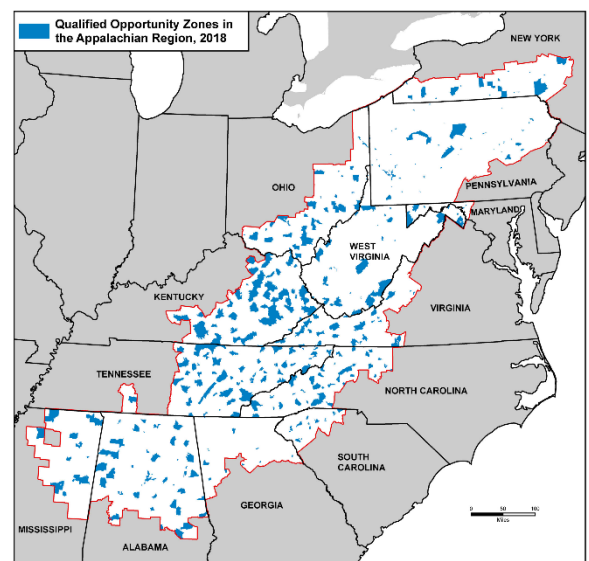 Qualified Opportunity Zones in
the Appalachian Region, 2018
NEW YORK
PENNSYLVANIA
OHIO
MARYLAND
WEST
VIRGINIA
KENTUCKY
VIRGINIA
TENNESSEE
NORTH CAROLINA
SOUTH
CAROLINA
GEORGIA
MISSISSIPPI
ALABAMA
0 50 100
Miles